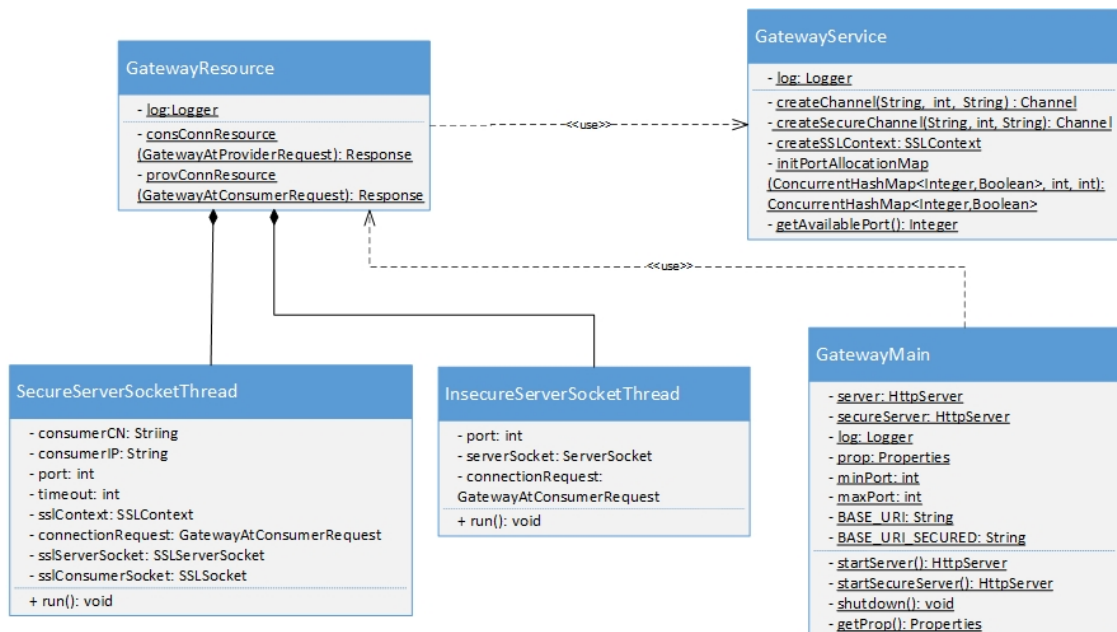 GatewayResource
- log:Logger
- consConnResource
(GatewayAtProviderRequest): Response
- provConnResource
(GatewayAtConsumerRequest): Response
<<use>>
GatewayService
- log: Logger
- createChannel(String, int, String) : Channel
- createSecureChannel(String, int, String): Channel
- createSSLContext: SSLContext
- initPortAllocationMap
(ConcurrentHashMap<Integer,Boolean>, int, int):
ConcurrentHashMap<Integer,Boolean>
- getAvailablePort(): Integer
<<use>>
SecureServerSocketThread
- consumerCN: Striing
- consumerIP: String
- port: int
- timeout: int
- sslContext: SSLContext
- connectionRequest: GatewayAtConsumerRequest
- sslServerSocket: SSLServerSocket
- sslConsumerSocket: SSLSocket
+ run(): void
InsecureServerSocketThread
- port: int
- serverSocket: ServerSocket
- connectionRequest:
GatewayAtConsumerRequest
+ run(): void
GatewayMain
- server: HttpServer
- secureServer: HttpServer
- log: Logger
- prop: Properties
- minPort: int
- maxPort: int
- BASE_URI: String
- BASE_URI_SECURED: String
- startServer(): HttpServer
- startSecureServer(): HttpServer
- shutdown(): void
- getProp(): Properties